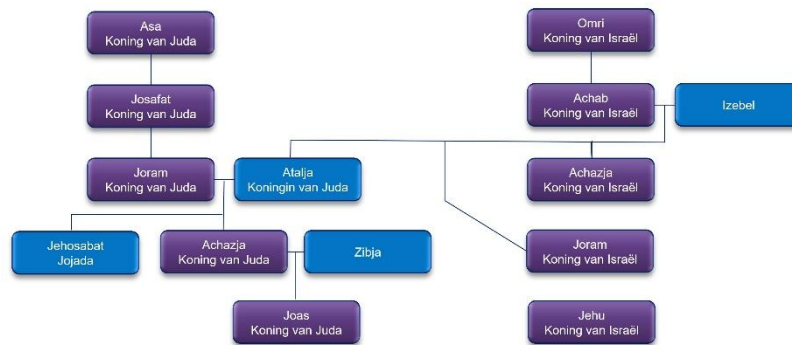 Asa
Koning van Juda
Omri
Koning van Israël
Josafat
Koning van Juda
Achab
Koning van Israël
Izebel
Joram
Koning van Juda
Atalja
Koningin van Juda
Achazja
Koning van Israël
Jehosabat
Jojada
Achazja
Koning van Juda
Zibja
Joram
Koning van Israël
Joas
Koning van Juda
Jehu
Koning van Israël